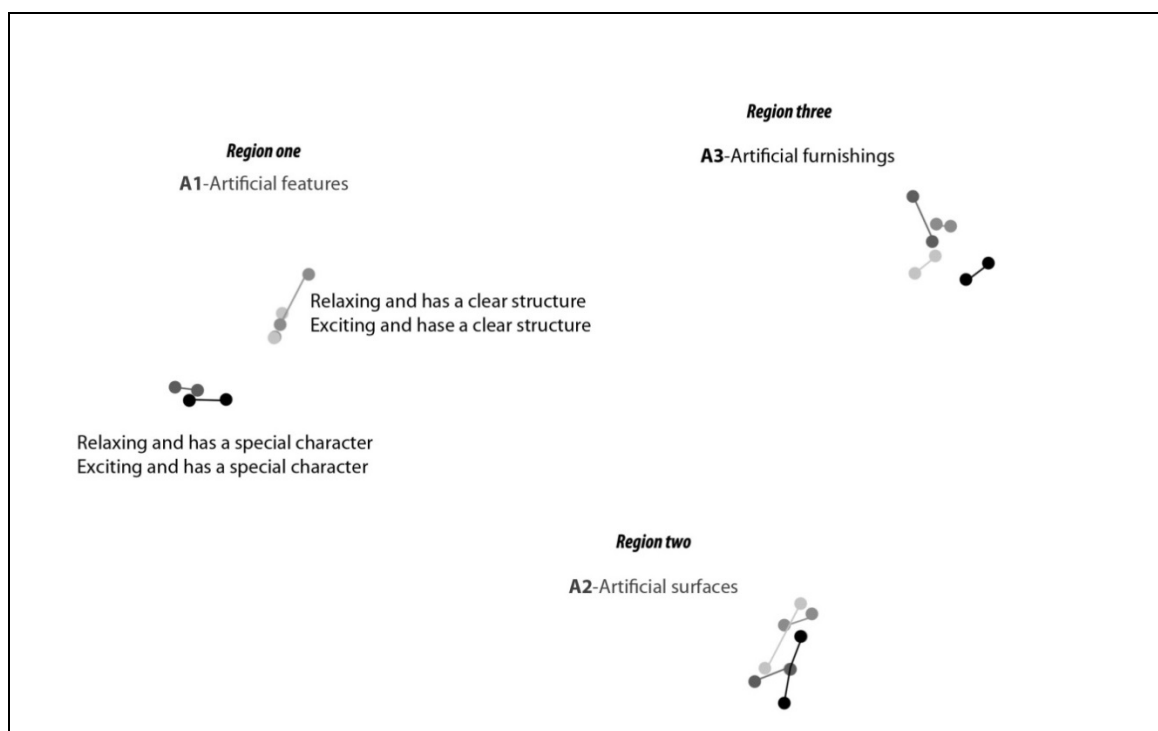 Region three
A3-Artificial furnishings
Region one
A1-Artificial features
Relaxing and has a clear structure
Exciting and hase a clear structure
Relaxing and has a special character
Exciting and has a special character
Region two
A2-Artificial surfaces